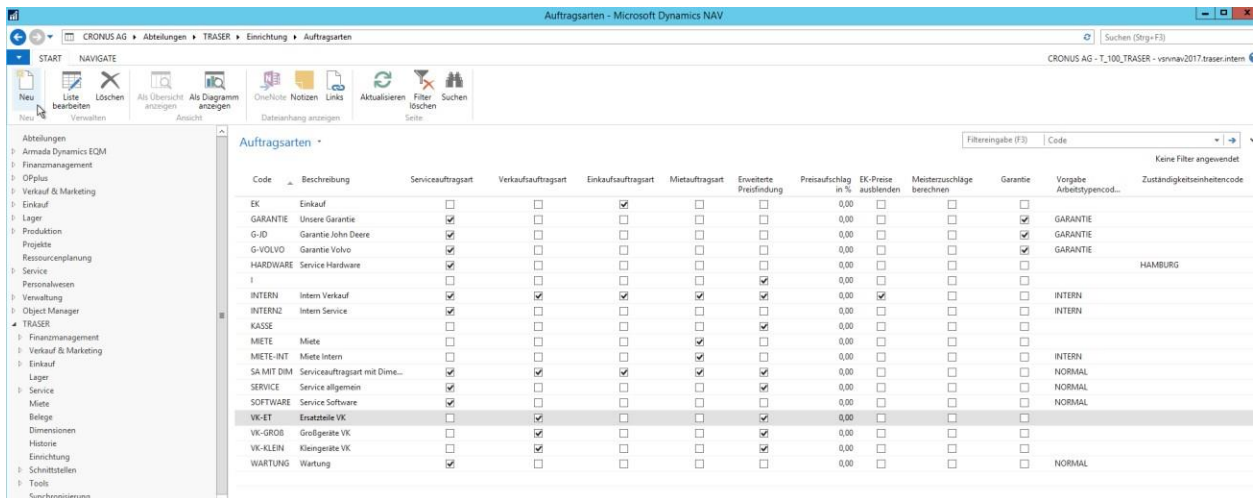 Auftragsarten - Microsoft Dynamics NAV
CRONUS AG ▸ Abteilungen ▸ TRASER ▸ Einrichtung ▸ Auftragsarten
Suchen (Strg+F3)
START NAVIGATE
CRONUS AG - T_100_TRASER - vsrvnav2017.traser.intern
Neu
Liste bearbeiten
Löschen
Als Übersicht anzeigen
Als Diagramm anzeigen
OneNote
Notizen
Links
Aktualisieren
Filter löschen
Suchen
Neu
Verwalten
Ansicht
Dateianhang anzeigen
Seite
Abteilungen
Armada Dynamics EQM
Finanzmanagement
OPplus
Verkauf & Marketing
Einkauf
Lager
Produktion
Projekte
Ressourcenplanung
Service
Personalwesen
Verwaltung
Object Manager
TRASER
Finanzmanagement
Verkauf & Marketing
Einkauf
Lager
Service
Miete
Belege
Dimensionen
Historie
Einrichtung
Schnittstellen
Tools
Synchronisierung
Auftragsarten
Filtereingabe (F3)
Code
Keine Filter angewendet
Code Beschreibung Serviceauftragsart Verkaufsauftragsart Einkaufsauftragsart Mietauftragsart Erweiterte Preisfindung Preisaufschlag in % EK-Preise ausblenden Meisterzuschläge berechnen Garantie Vorgabe Arbeitstypencod... Zuständigkeitseinheitencode
EK Einkauf 0,00
GARANTIE Unsere Garantie 0,00 GARANTIE
G-JD Garantie John Deere 0,00 GARANTIE
G-VOLVO Garantie Volvo 0,00 GARANTIE
HARDWARE Service Hardware 0,00 HAMBURG
I 0,00
INTERN Intern Verkauf 0,00 INTERN
INTERN2 Intern Service 0,00 INTERN
KASSE 0,00
MIETE Miete 0,00
MIETE-INT Miete Intern 0,00 INTERN
SA MIT DIM Serviceauftragsart mit Dime... 0,00 NORMAL
SERVICE Service allgemein 0,00 NORMAL
SOFTWARE Service Software 0,00 NORMAL
VK-ET Ersatzteile VK 0,00
VK-GROß Großgeräte VK 0,00
VK-KLEIN Kleingeräte VK 0,00
WARTUNG Wartung 0,00 NORMAL